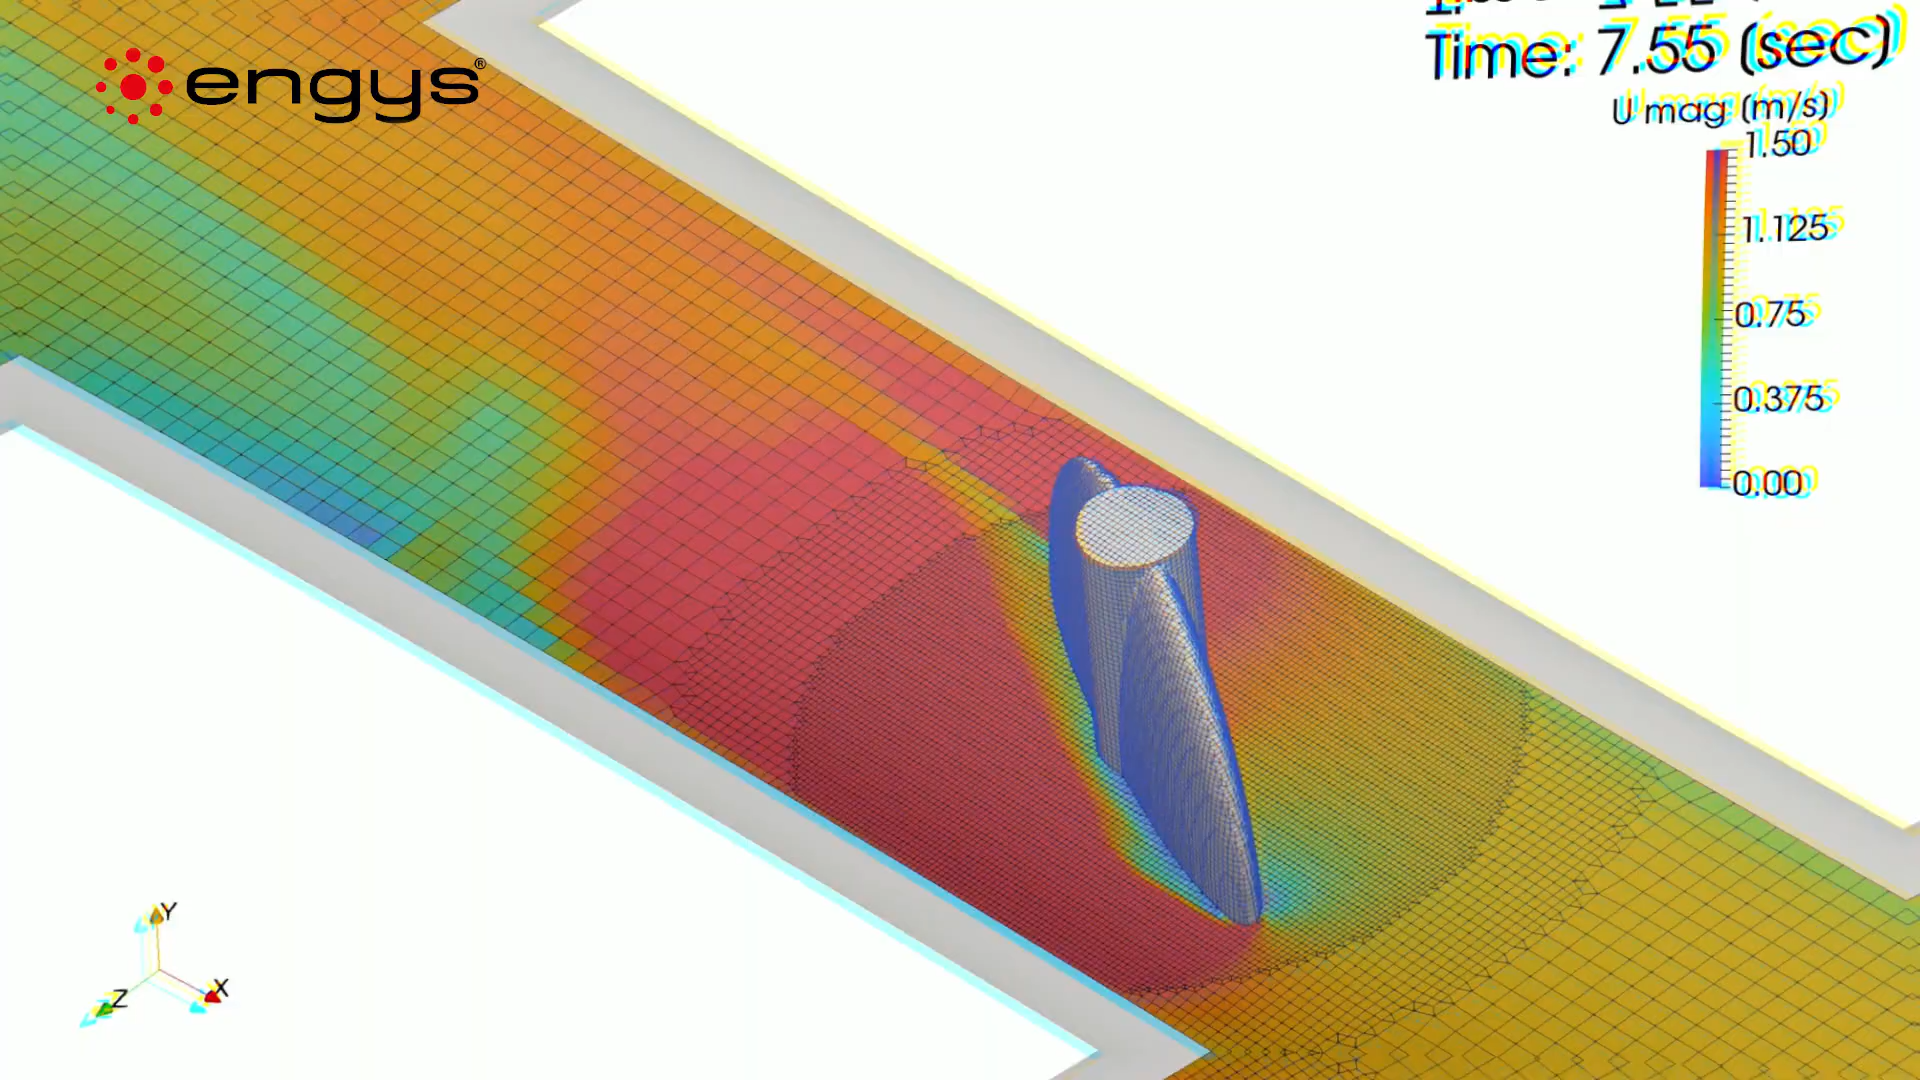 engys®
Time: 7.55 (sec)
U mag (m/s)
1.50
1.125
0.75
0.375
0.00
Y
Z
X